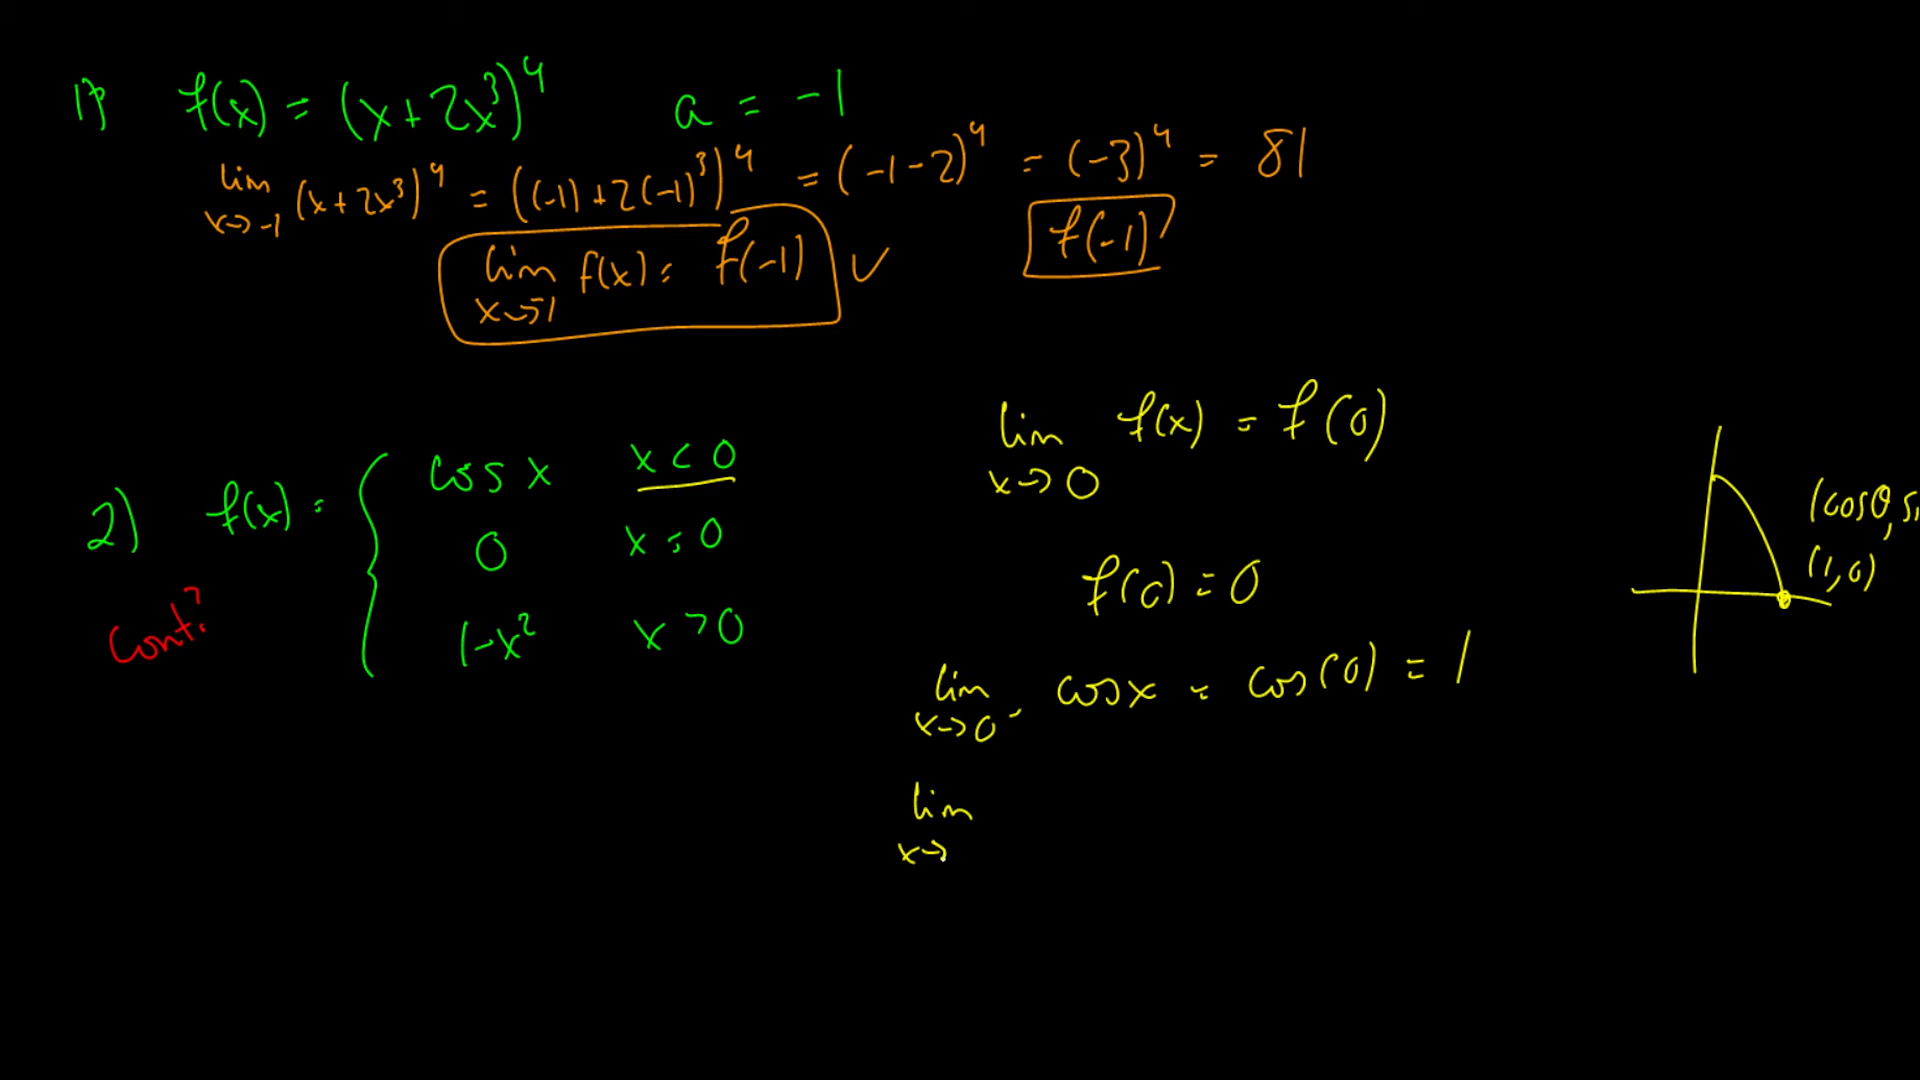 1) f(x) = (x+2x³)⁴ a = -1
lim x→-1 (x+2x³)⁴ = ((-1)+2(-1)³)⁴ = (-1-2)⁴ = (-3)⁴ = 81
lim x→-1 f(x) = f(-1) ✓ f(-1)
lim x→0 f(x) = f(0)
2) f(x) = { cos x x < 0
0 x = 0
1-x² x > 0
Cont?
f(0) = 0
(cosθ, s
(1,0)
lim x→0⁻ cos x = cos(0) = 1
lim x→